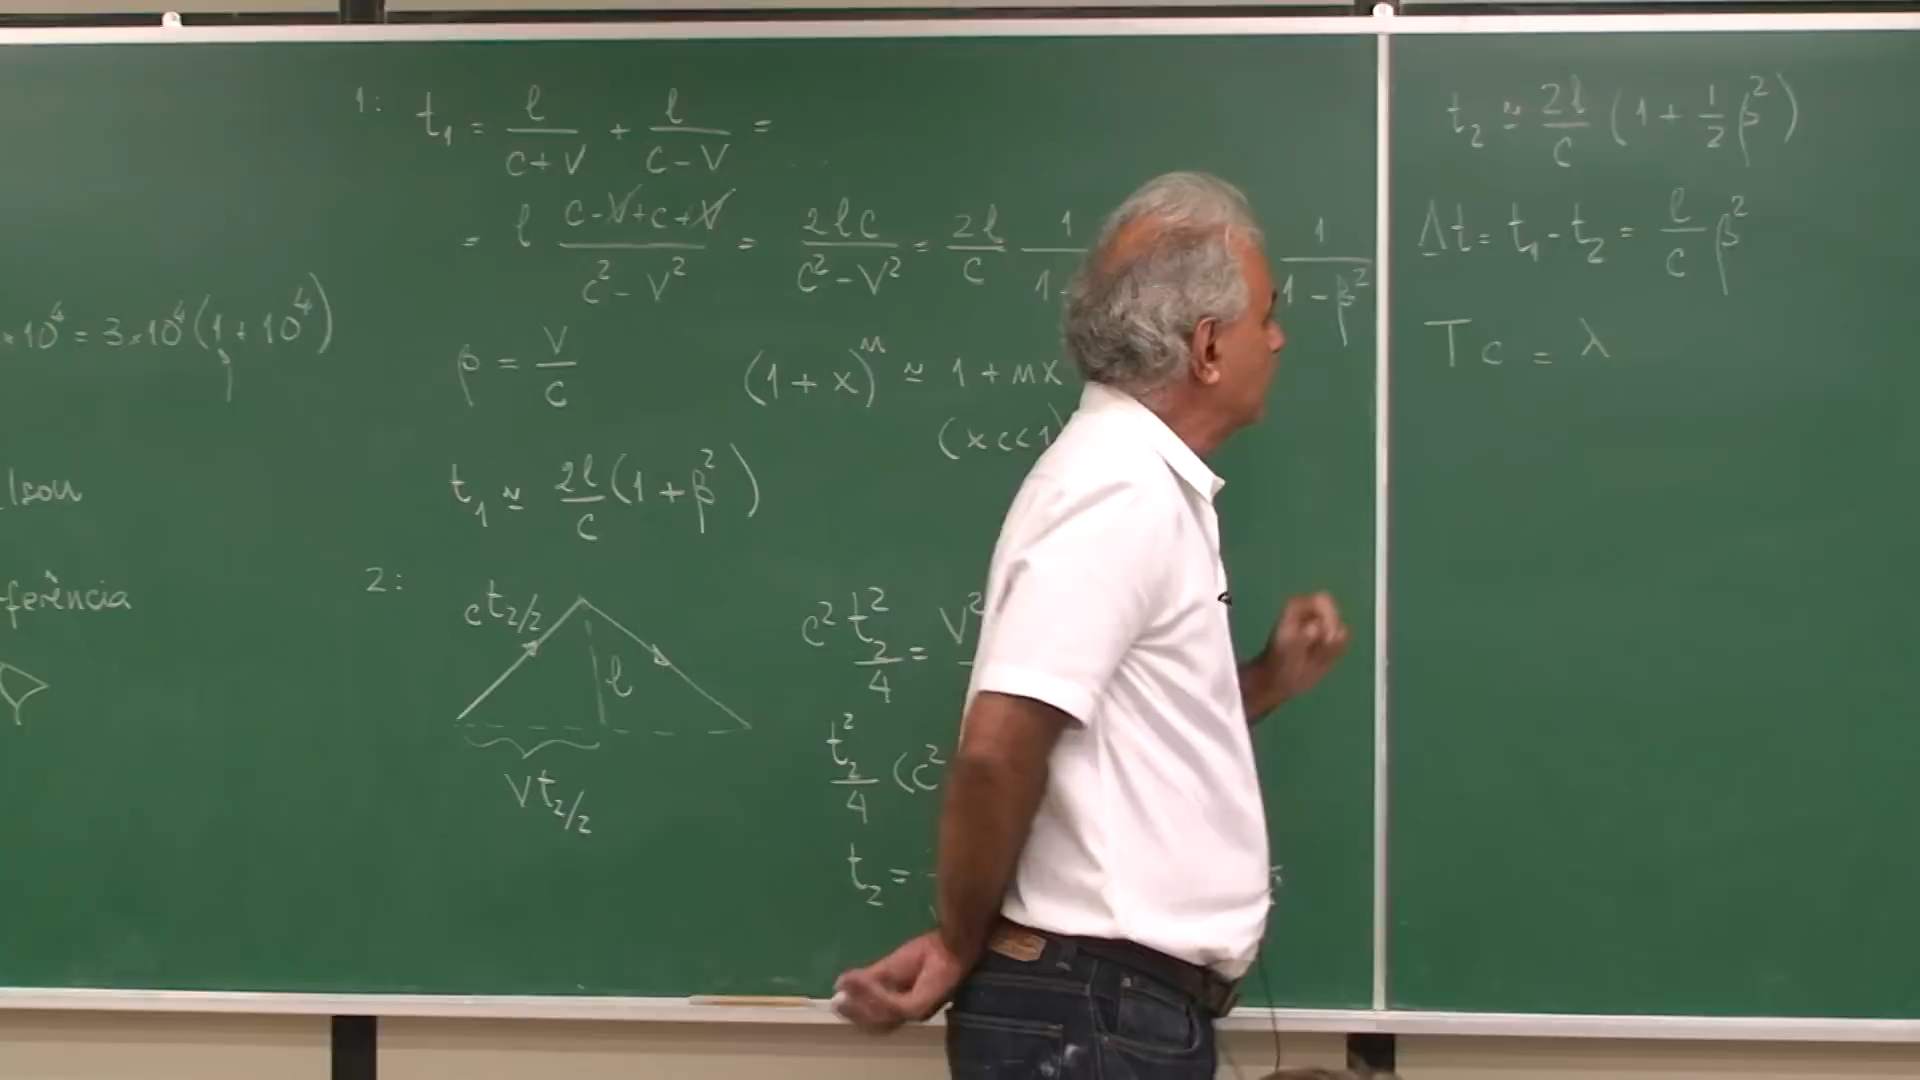 ×10⁴ = 3×10⁴(1 + 10⁴)
lson
ferência
1: t₁ = l/(c+V) + l/(c-V) =
= l (c-V+c+V)/(c²-V²) = 2lc/(c²-V²) = 2l/c 1/(1- 1/(1-β²)
β = V/c
(1+x)ⁿ ≃ 1+nx
(x<<1)
t₁ ≃ 2l/c (1+β²)
2: ct₂/2
l
Vt₂/2
c² t₂²/4 = V²
t₂²/4 (c²
t₂ =
t₂ ≃ 2l/c (1 + 1/2 β²)
Δt = t₁ - t₂ = l/c β²
Tc = λ